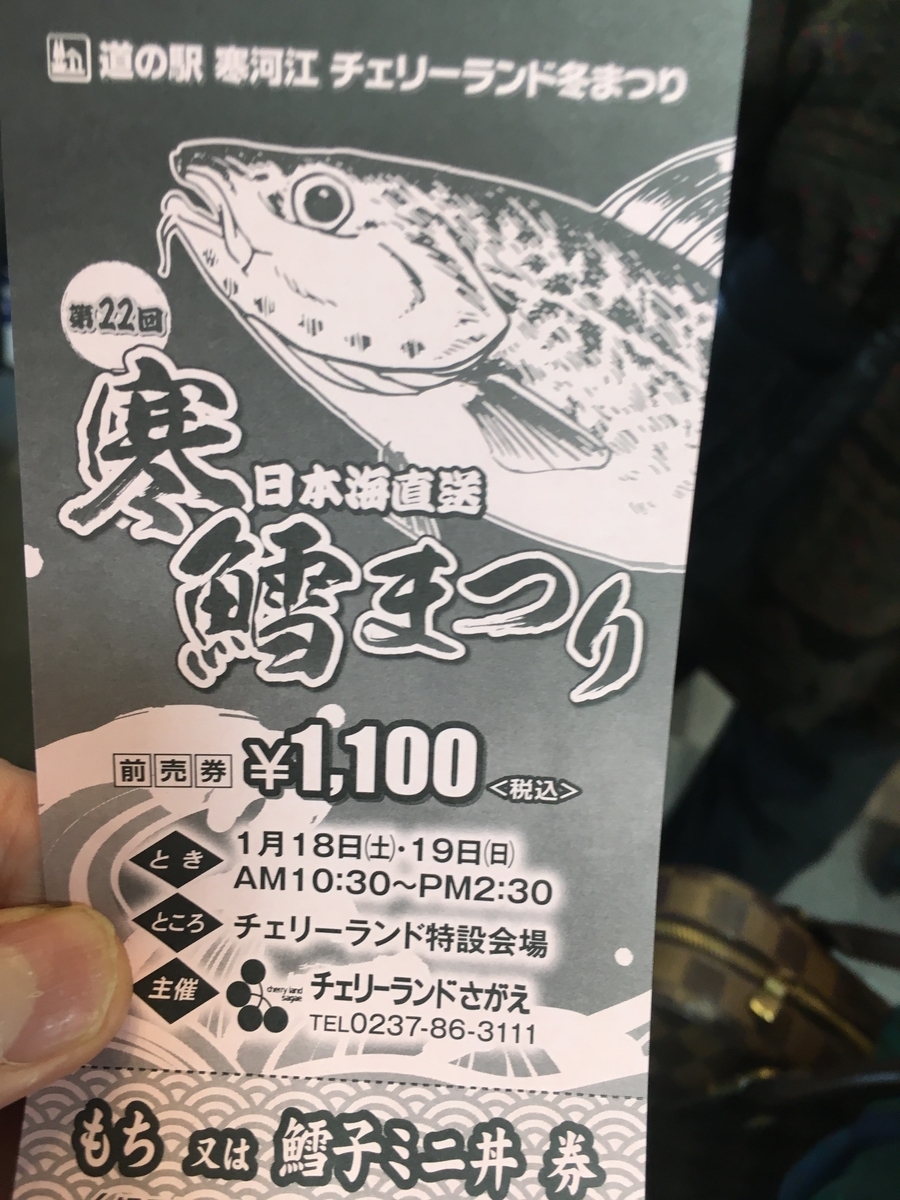 道の駅 寒河江 チェリーランド冬まつり
第22回
寒
日本海直送
鱈まつり
前売券 ¥1,100 <税込>
とき 1月18日(土)・19日(日)
AM10:30〜PM2:30
ところ チェリーランド特設会場
主催 cherry land sagae チェリーランドさがえ
TEL0237-86-3111
もち 又は 鱈子ミニ丼 券